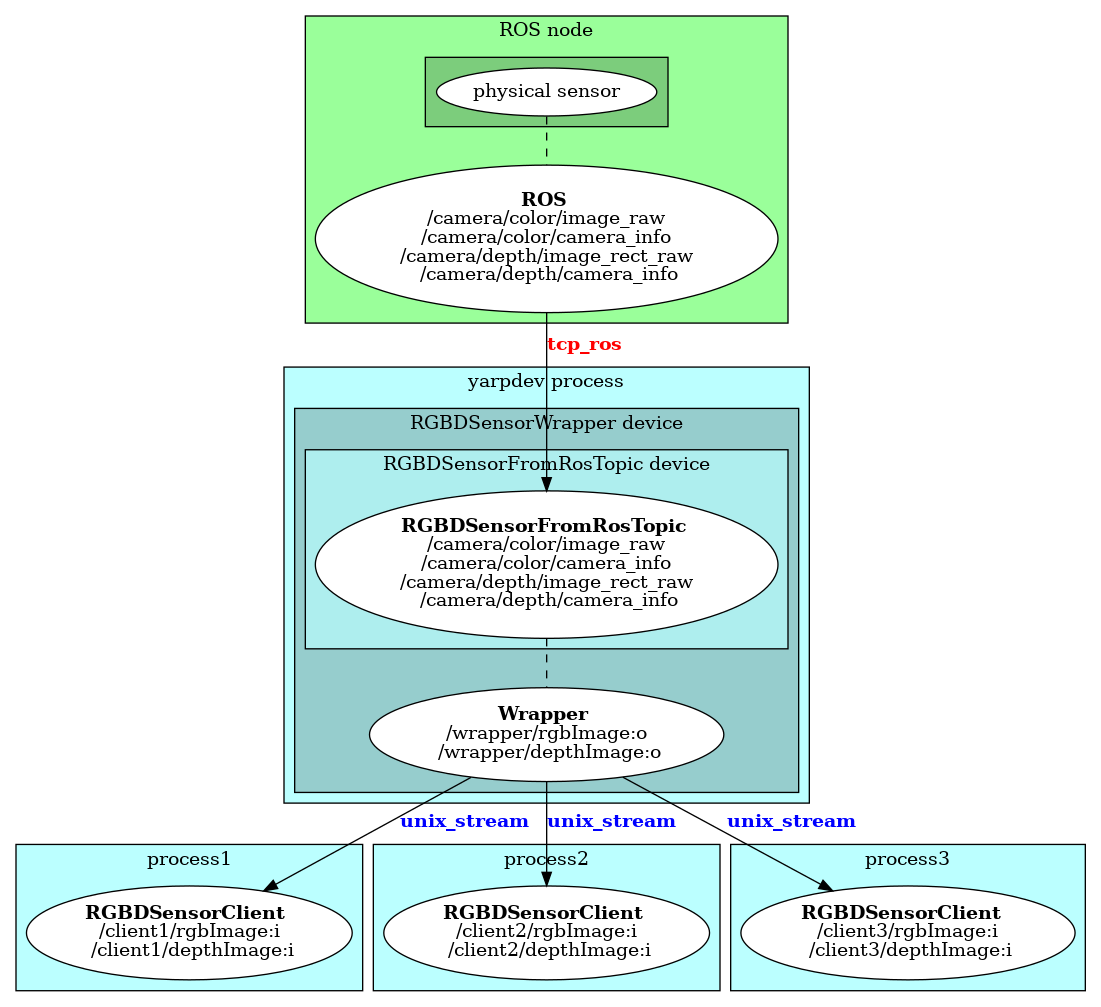 ROS node
physical sensor
ROS
/camera/color/image_raw
/camera/color/camera_info
/camera/depth/image_rect_raw
/camera/depth/camera_info
tcp_ros
yarpdev process
RGBDSensorWrapper device
RGBDSensorFromRosTopic device
RGBDSensorFromRosTopic
/camera/color/image_raw
/camera/color/camera_info
/camera/depth/image_rect_raw
/camera/depth/camera_info
Wrapper
/wrapper/rgbImage:o
/wrapper/depthImage:o
unix_stream
unix_stream
unix_stream
process1
RGBDSensorClient
/client1/rgbImage:i
/client1/depthImage:i
process2
RGBDSensorClient
/client2/rgbImage:i
/client2/depthImage:i
process3
RGBDSensorClient
/client3/rgbImage:i
/client3/depthImage:i